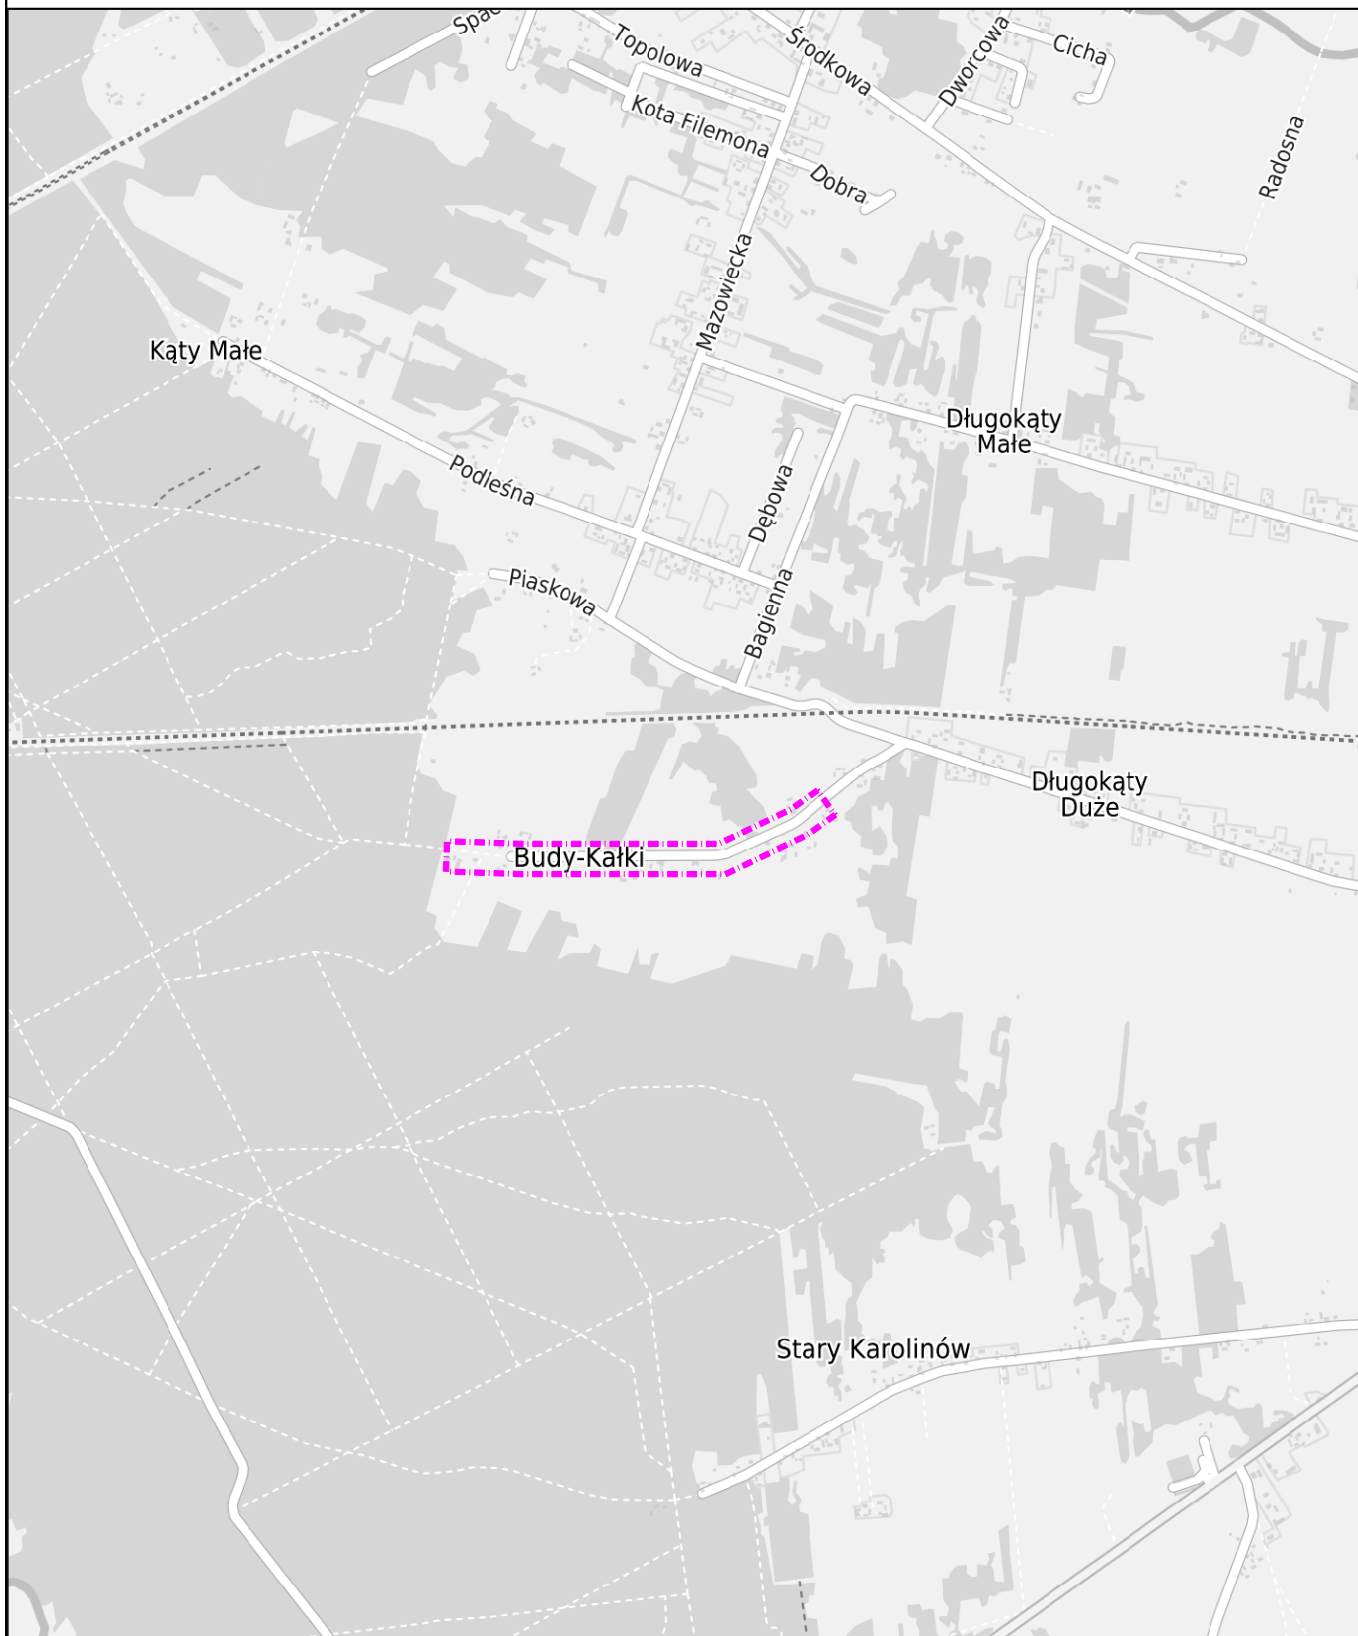 Spac
Topolowa
Środkowa
Dworcowa
Cicha
Kota Filemona
Dobra
Radosna
Mazowiecka
Kąty Małe
Długokąty
Małe
Podleśna
Dębowa
Piaskowa
Bagienna
Długokąty
Duże
Budy-Kałki
Stary Karolinów